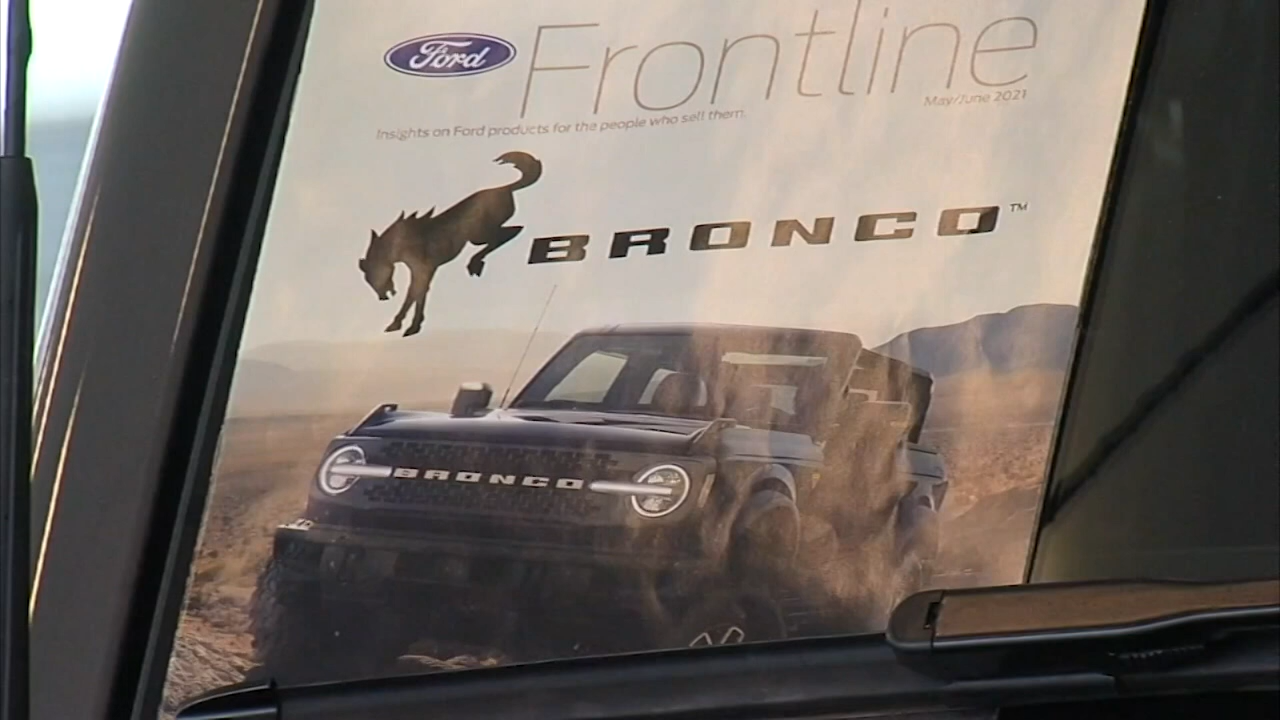 Ford Frontline
May/June 2021
Insights on Ford products for the people who sell them.
BRONCO™
BRONCO